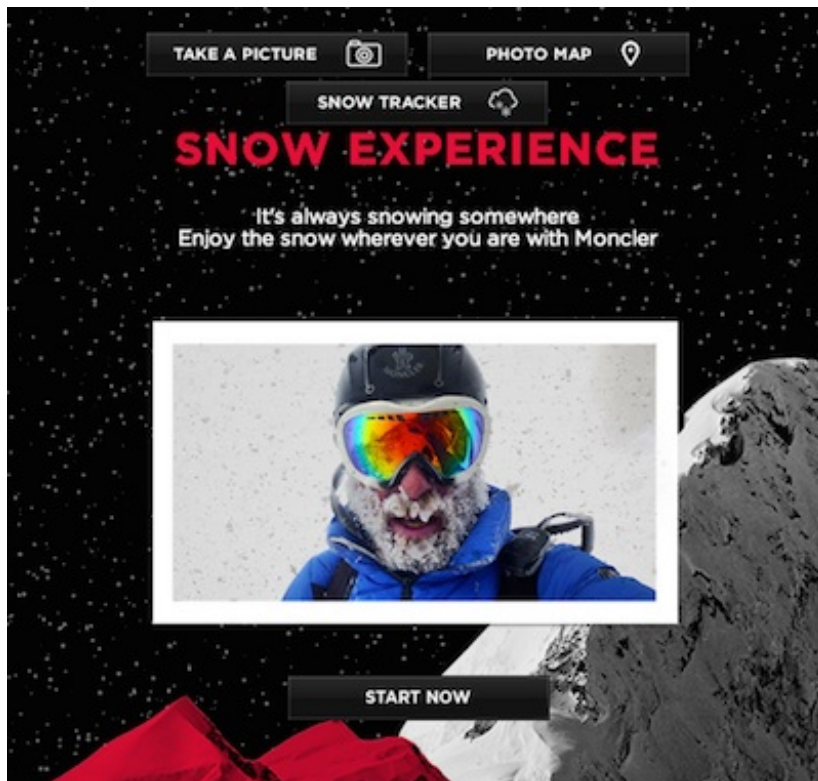 TAKE A PICTURE
PHOTO MAP
SNOW TRACKER
SNOW EXPERIENCE
It's always snowing somewhere
Enjoy the snow wherever you are with Moncler
MONCLER
START NOW